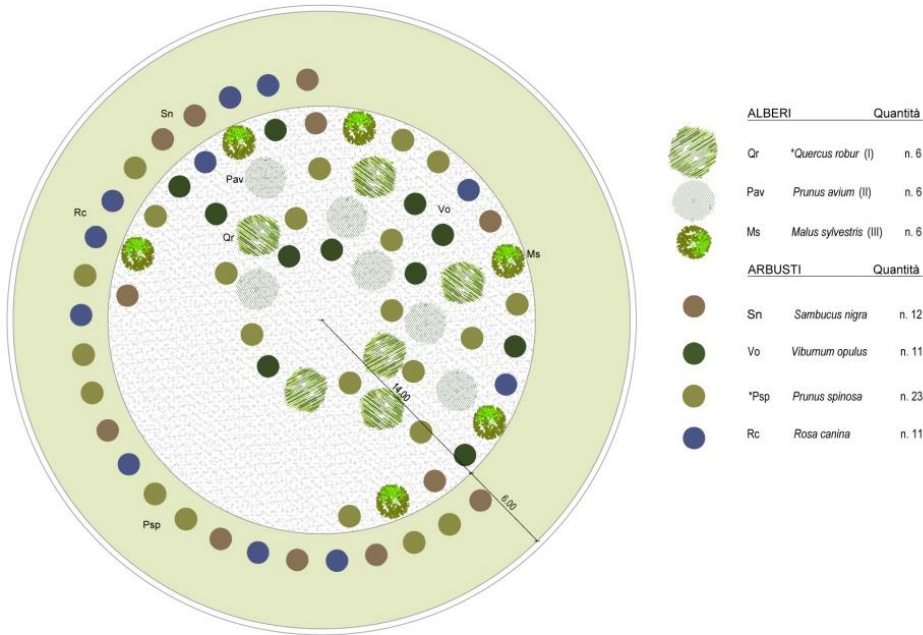 ALBERI Quantità
Qr *Quercus robur (I) n. 6
Pav Prunus avium (II) n. 6
Ms Malus sylvestris (III) n. 6
ARBUSTI Quantità
Sn Sambucus nigra n. 12
Vo Viburnum opulus n. 11
*Psp Prunus spinosa n. 23
Rc Rosa canina n. 11
Sn
Pav
Rc
Vo
Qr
Ms
14.00
6.00
Psp